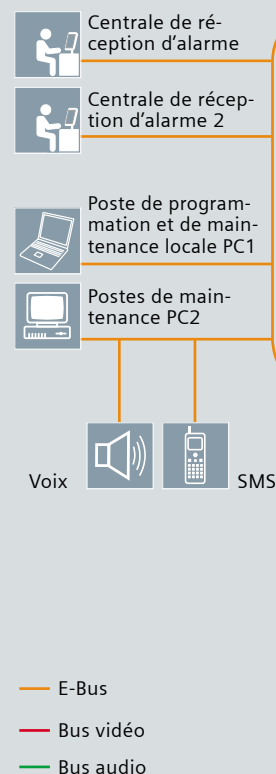 Centrale de ré-
ception d'alarme
Centrale de récep-
tion d'alarme 2
Poste de program-
mation et de main-
tenance locale PC1
Postes de main-
tenance PC2
Voix
SMS
E-Bus
Bus vidéo
Bus audio